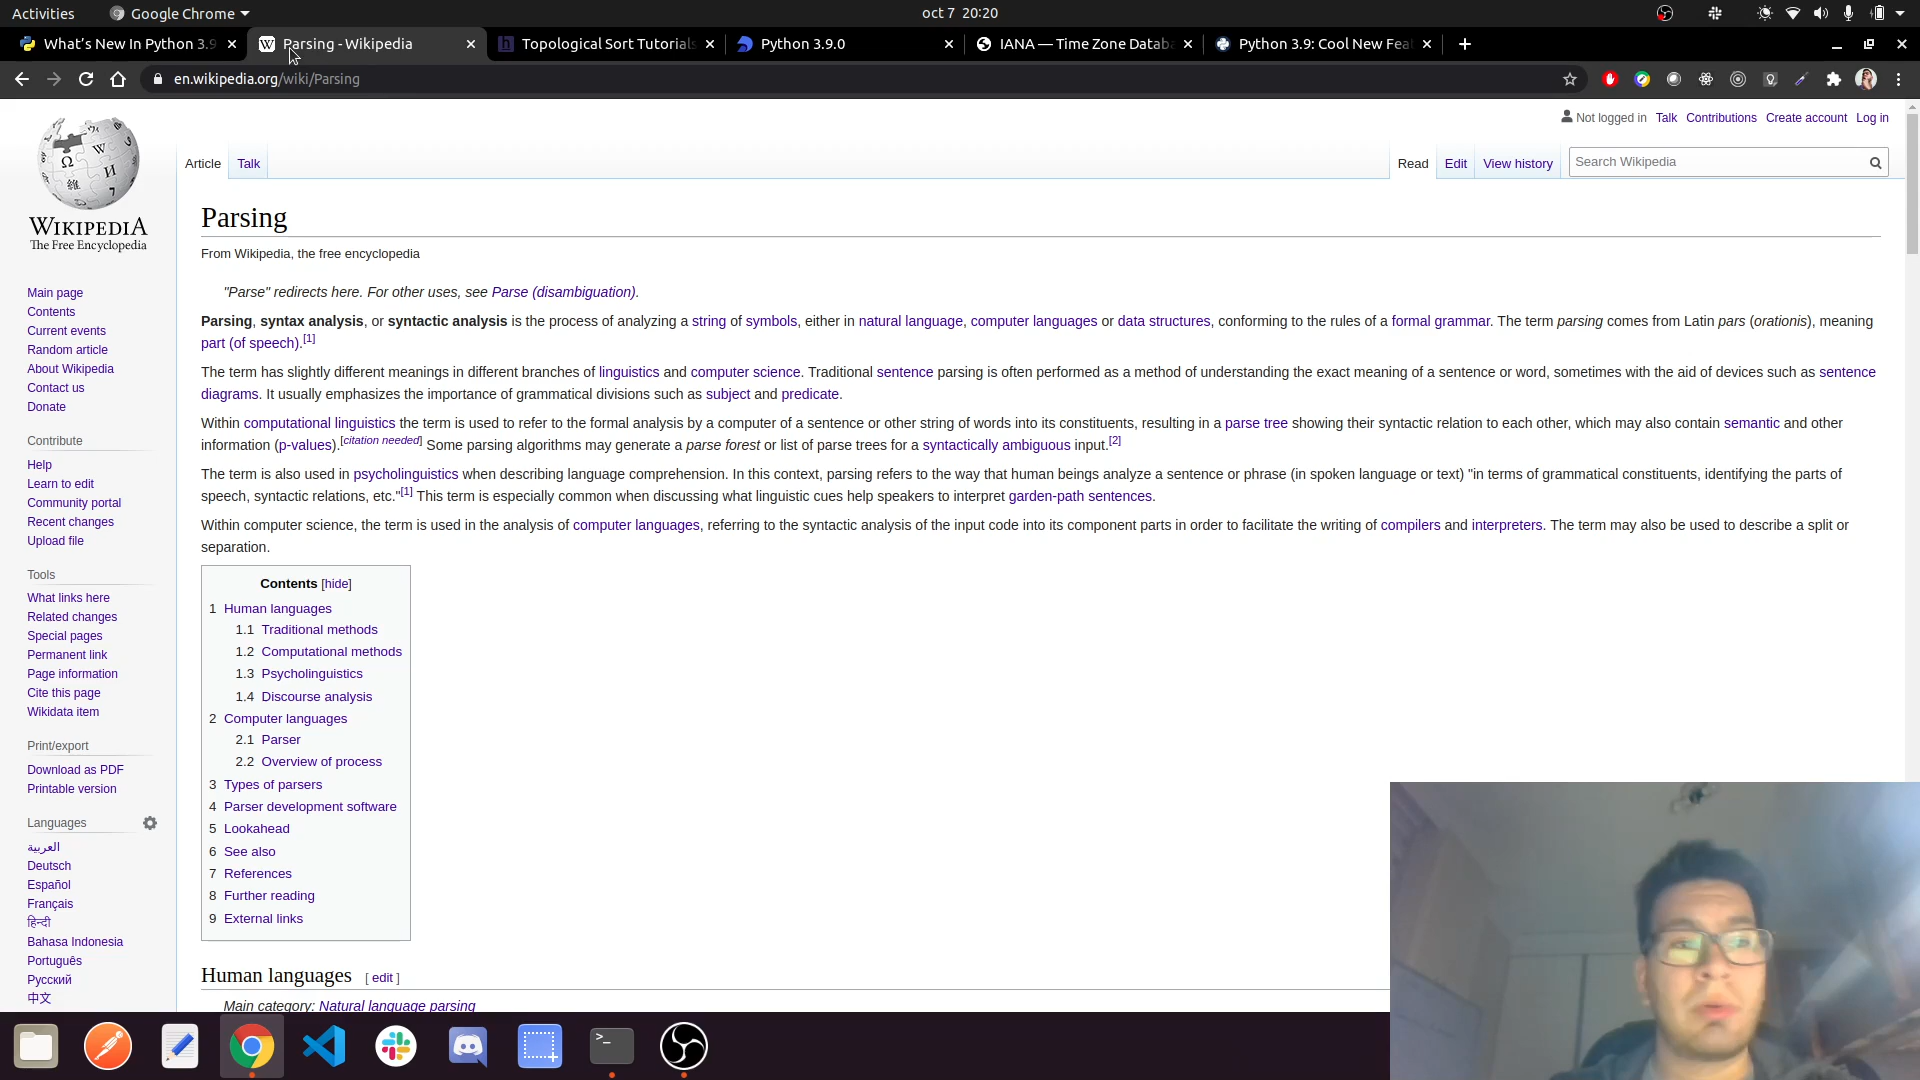 Activities Google Chrome oct 7 20:20
What's New In Python 3.9 Parsing - Wikipedia Topological Sort Tutorials Python 3.9.0 IANA — Time Zone Databa Python 3.9: Cool New Fea
en.wikipedia.org/wiki/Parsing
Not logged in Talk Contributions Create account Log in
Article Talk Read Edit View history Search Wikipedia
WIKIPEDIA
The Free Encyclopedia
Main page
Contents
Current events
Random article
About Wikipedia
Contact us
Donate
Contribute
Help
Learn to edit
Community portal
Recent changes
Upload file
Tools
What links here
Related changes
Special pages
Permanent link
Page information
Cite this page
Wikidata item
Print/export
Download as PDF
Printable version
Languages
العربية
Deutsch
Español
Français
हिन्दी
Bahasa Indonesia
Português
Русский
中文
Parsing
From Wikipedia, the free encyclopedia
"Parse" redirects here. For other uses, see Parse (disambiguation).
Parsing, syntax analysis, or syntactic analysis is the process of analyzing a string of symbols, either in natural language, computer languages or data structures, conforming to the rules of a formal grammar. The term parsing comes from Latin pars (orationis), meaning
part (of speech).[1]
The term has slightly different meanings in different branches of linguistics and computer science. Traditional sentence parsing is often performed as a method of understanding the exact meaning of a sentence or word, sometimes with the aid of devices such as sentence
diagrams. It usually emphasizes the importance of grammatical divisions such as subject and predicate.
Within computational linguistics the term is used to refer to the formal analysis by a computer of a sentence or other string of words into its constituents, resulting in a parse tree showing their syntactic relation to each other, which may also contain semantic and other
information (p-values).[citation needed] Some parsing algorithms may generate a parse forest or list of parse trees for a syntactically ambiguous input.[2]
The term is also used in psycholinguistics when describing language comprehension. In this context, parsing refers to the way that human beings analyze a sentence or phrase (in spoken language or text) "in terms of grammatical constituents, identifying the parts of
speech, syntactic relations, etc."[1] This term is especially common when discussing what linguistic cues help speakers to interpret garden-path sentences.
Within computer science, the term is used in the analysis of computer languages, referring to the syntactic analysis of the input code into its component parts in order to facilitate the writing of compilers and interpreters. The term may also be used to describe a split or
separation.
Contents [hide]
1 Human languages
1.1 Traditional methods
1.2 Computational methods
1.3 Psycholinguistics
1.4 Discourse analysis
2 Computer languages
2.1 Parser
2.2 Overview of process
3 Types of parsers
4 Parser development software
5 Lookahead
6 See also
7 References
8 Further reading
9 External links
Human languages [ edit ]
Main category: Natural language parsing